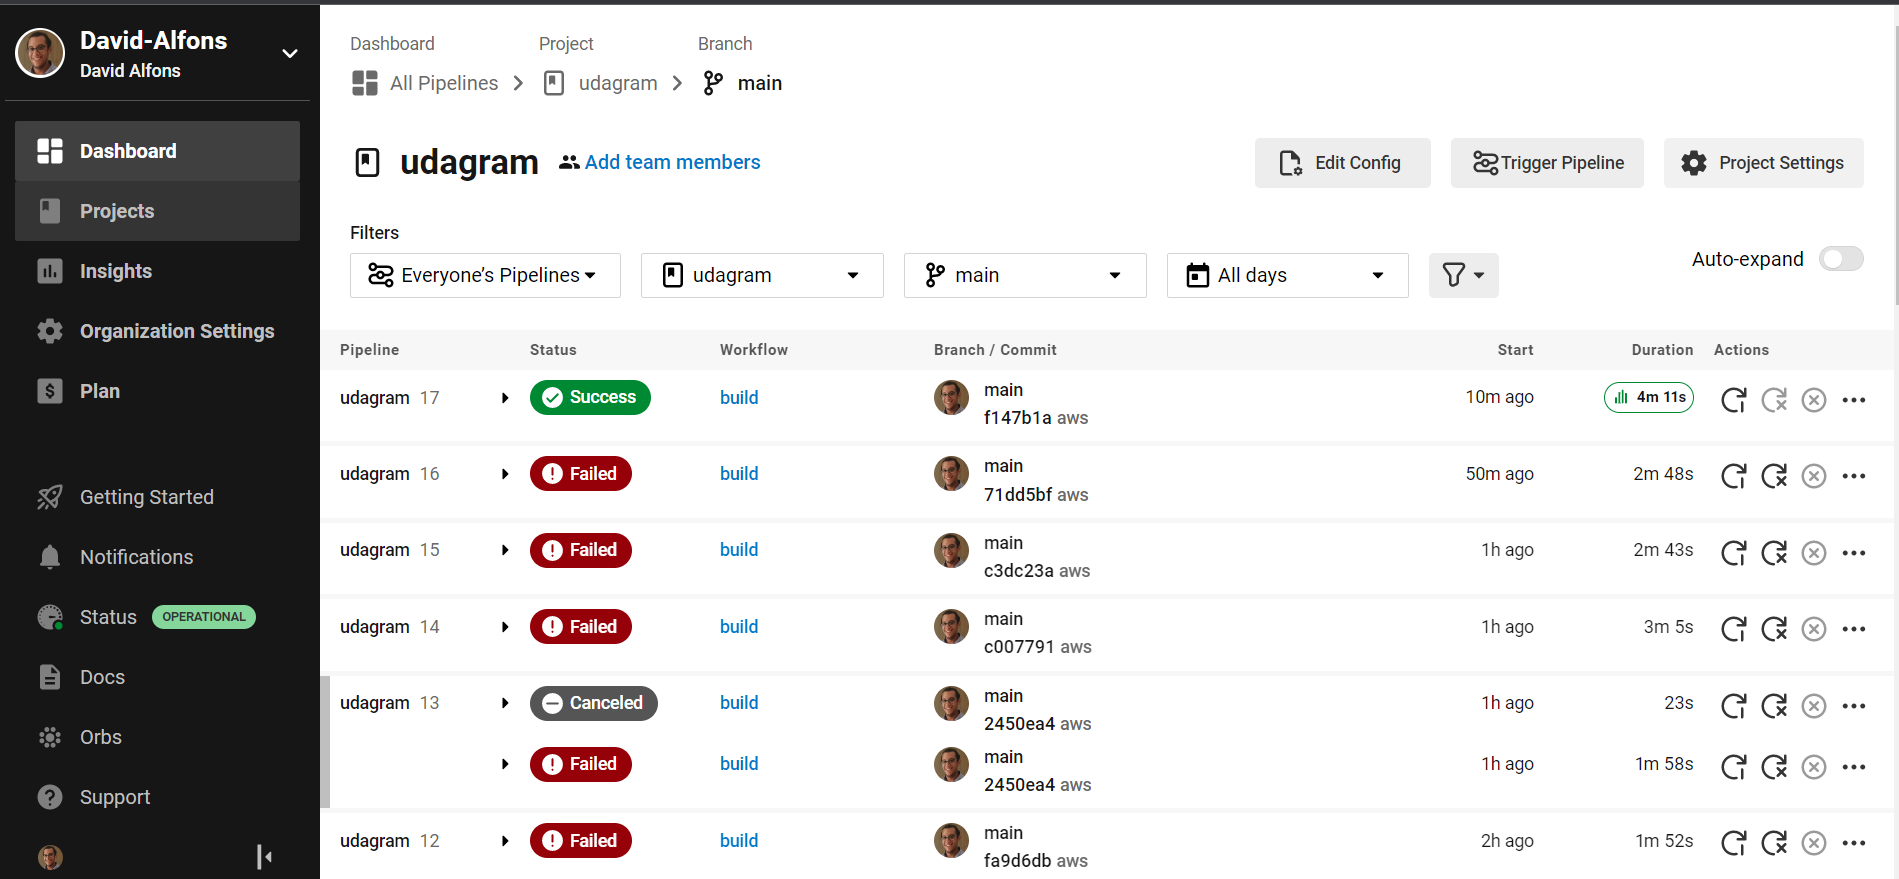 David-Alfons
David Alfons
Dashboard
Projects
Insights
Organization Settings
Plan
Getting Started
Notifications
Status OPERATIONAL
Docs
Orbs
Support
Dashboard Project Branch
All Pipelines udagram main
udagram Add team members
Edit Config Trigger Pipeline Project Settings
Filters
Everyone's Pipelines udagram main All days
Auto-expand
Pipeline Status Workflow Branch / Commit Start Duration Actions
udagram 17 Success build main 10m ago 4m 11s
f147b1a aws
udagram 16 Failed build main 50m ago 2m 48s
71dd5bf aws
udagram 15 Failed build main 1h ago 2m 43s
c3dc23a aws
udagram 14 Failed build main 1h ago 3m 5s
c007791 aws
udagram 13 Canceled build main 1h ago 23s
2450ea4 aws
Failed build main 1h ago 1m 58s
2450ea4 aws
udagram 12 Failed build main 2h ago 1m 52s
fa9d6db aws